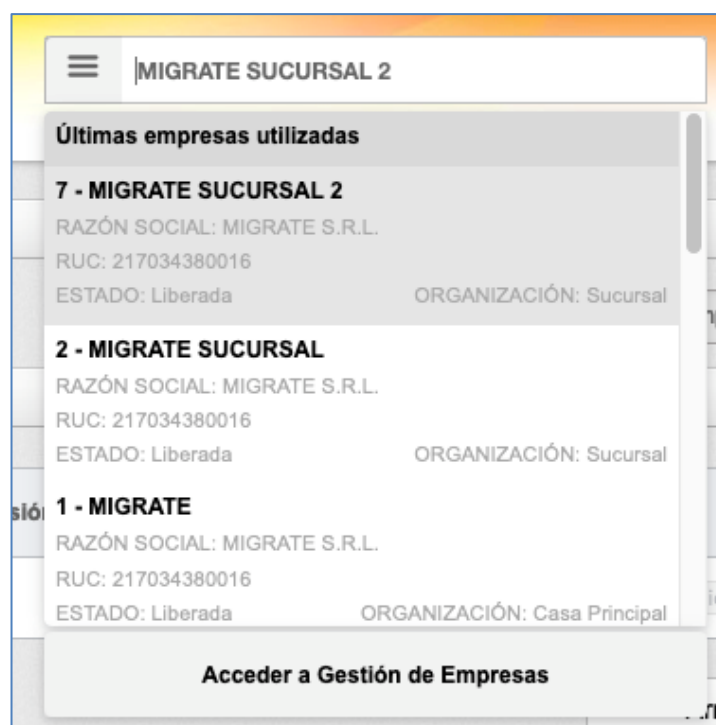 MIGRATE SUCURSAL 2
Últimas empresas utilizadas
7 - MIGRATE SUCURSAL 2
RAZÓN SOCIAL: MIGRATE S.R.L.
RUC: 217034380016
ESTADO: Liberada ORGANIZACIÓN: Sucursal
2 - MIGRATE SUCURSAL
RAZÓN SOCIAL: MIGRATE S.R.L.
RUC: 217034380016
ESTADO: Liberada ORGANIZACIÓN: Sucursal
1 - MIGRATE
RAZÓN SOCIAL: MIGRATE S.R.L.
RUC: 217034380016
ESTADO: Liberada ORGANIZACIÓN: Casa Principal
Acceder a Gestión de Empresas